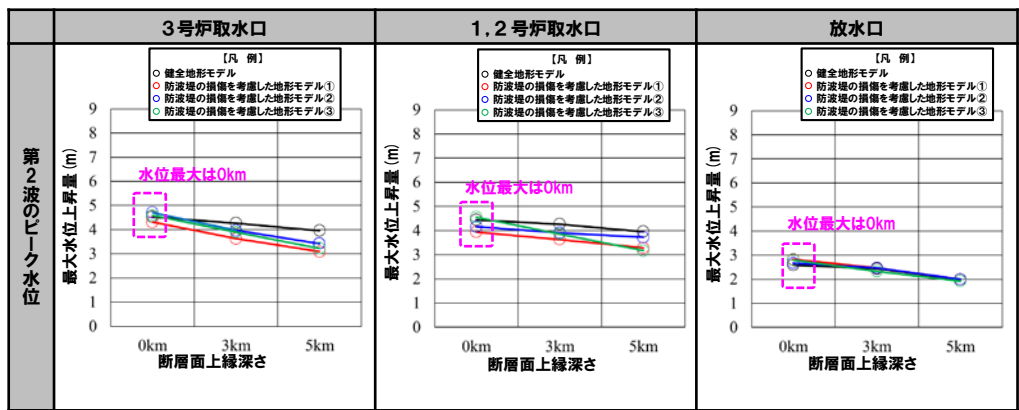 3号炉取水口
1,2号炉取水口
放水口
第2波のピーク水位
【凡 例】
健全地形モデル
防波堤の損傷を考慮した地形モデル①
防波堤の損傷を考慮した地形モデル②
防波堤の損傷を考慮した地形モデル③
最大水位上昇量(m)
9
8
7
6
5
4
3
2
1
0
水位最大は0km
0km
3km
5km
断層面上縁深さ
【凡 例】
健全地形モデル
防波堤の損傷を考慮した地形モデル①
防波堤の損傷を考慮した地形モデル②
防波堤の損傷を考慮した地形モデル③
最大水位上昇量(m)
9
8
7
6
5
4
3
2
1
0
水位最大は0km
0km
3km
5km
断層面上縁深さ
【凡 例】
健全地形モデル
防波堤の損傷を考慮した地形モデル①
防波堤の損傷を考慮した地形モデル②
防波堤の損傷を考慮した地形モデル③
最大水位上昇量(m)
9
8
7
6
5
4
3
2
1
0
水位最大は0km
0km
3km
5km
断層面上縁深さ